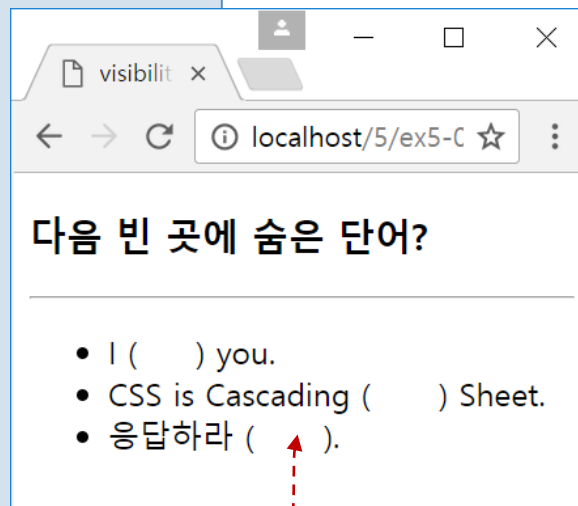 visibilit
localhost/5/ex5-0
다음 빈 곳에 숨은 단어?
• I (    ) you.
• CSS is Cascading (        ) Sheet.
• 응답하라 (        ).